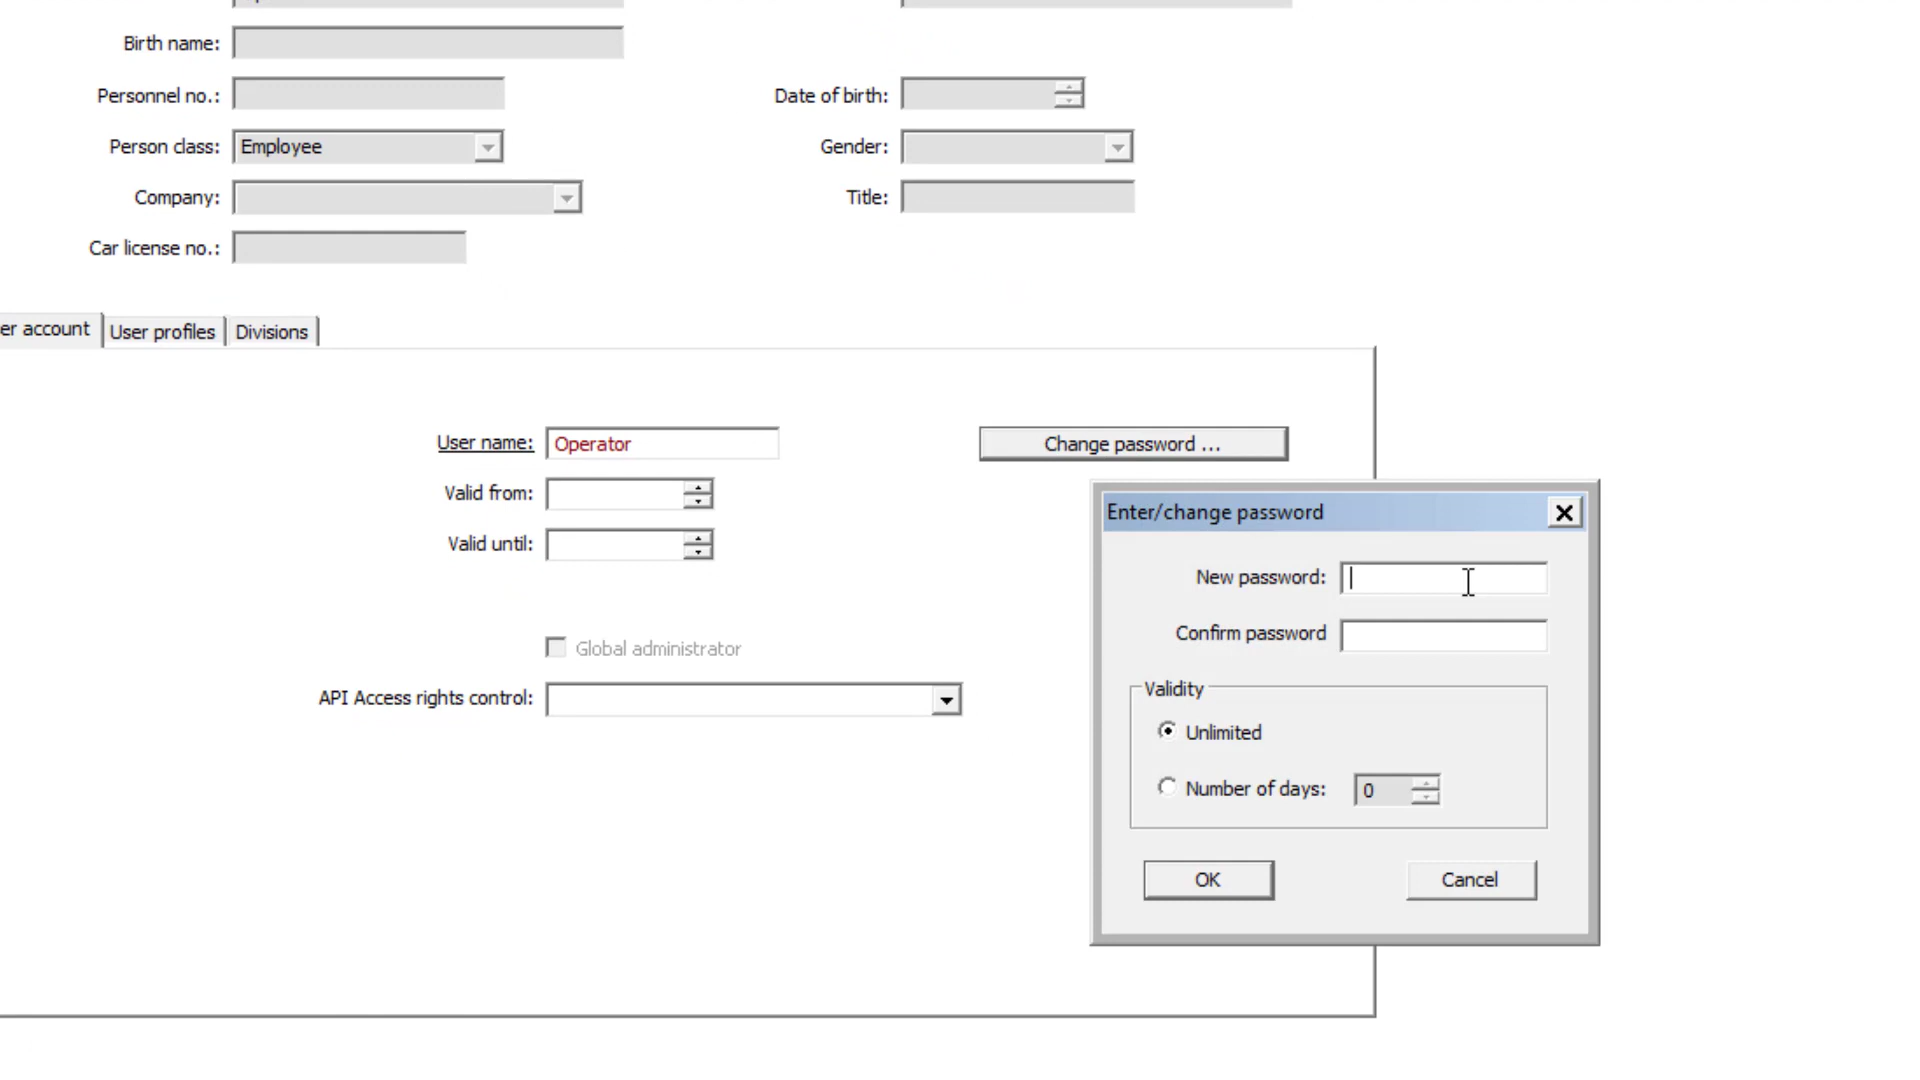 Birth name:
Personnel no.:
Date of birth:
Person class: Employee
Gender:
Company:
Title:
Car license no.:
er account
User profiles
Divisions
User name: Operator
Change password ...
Valid from:
Valid until:
Global administrator
API Access rights control:
Enter/change password
New password:
Confirm password
Validity
Unlimited
Number of days: 0
OK
Cancel